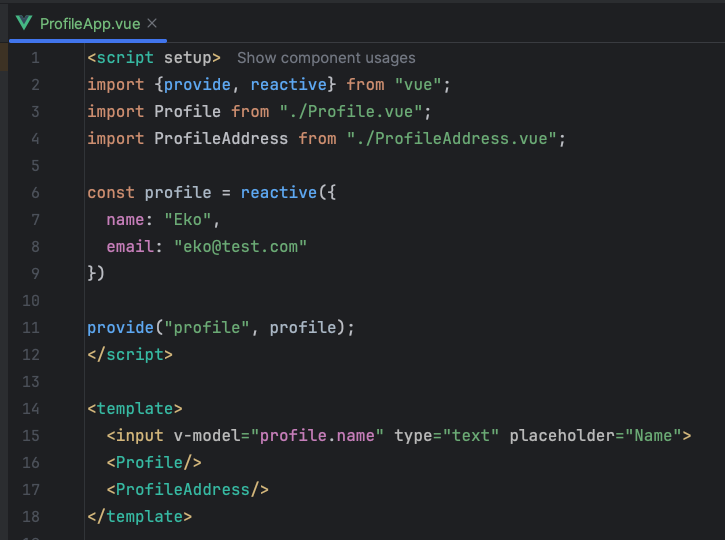 ProfileApp.vue
1 <script setup> Show component usages
2 import {provide, reactive} from "vue";
3 import Profile from "./Profile.vue";
4 import ProfileAddress from "./ProfileAddress.vue";
5
6 const profile = reactive({
7   name: "Eko",
8   email: "eko@test.com"
9 })
10
11 provide("profile", profile);
12 </script>
13
14 <template>
15   <input v-model="profile.name" type="text" placeholder="Name">
16   <Profile/>
17   <ProfileAddress/>
18 </template>